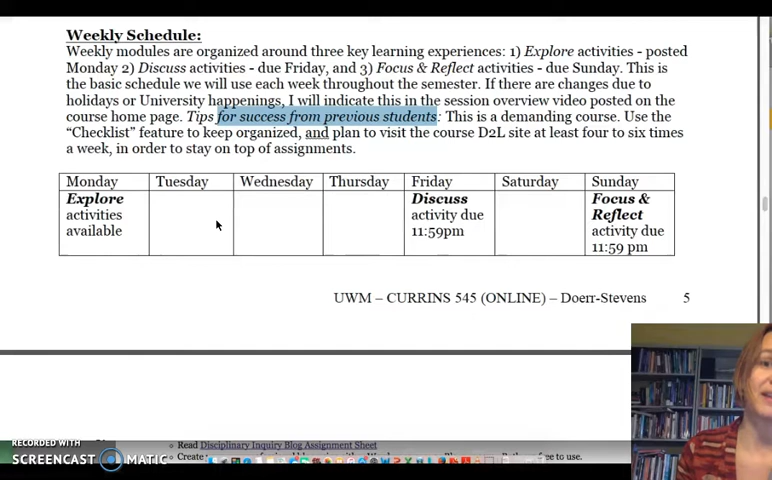 Weekly Schedule:
Weekly modules are organized around three key learning experiences: 1) Explore activities - posted
Monday 2) Discuss activities - due Friday, and 3) Focus & Reflect activities - due Sunday. This is
the basic schedule we will use each week throughout the semester. If there are changes due to
holidays or University happenings, I will indicate this in the session overview video posted on the
course home page. Tips for success from previous students: This is a demanding course. Use the
“Checklist” feature to keep organized, and plan to visit the course D2L site at least four to six times
a week, in order to stay on top of assignments.
Monday Tuesday Wednesday Thursday Friday Saturday Sunday
Explore Discuss Focus &
activities activity due Reflect
available 11:59pm activity due
11:59 pm
UWM – CURRINS 545 (ONLINE) – Doerr-Stevens 5
RECORDED WITH
SCREENCAST MATIC
Read Disciplinary Inquiry Blog Assignment Sheet
Create
to use.